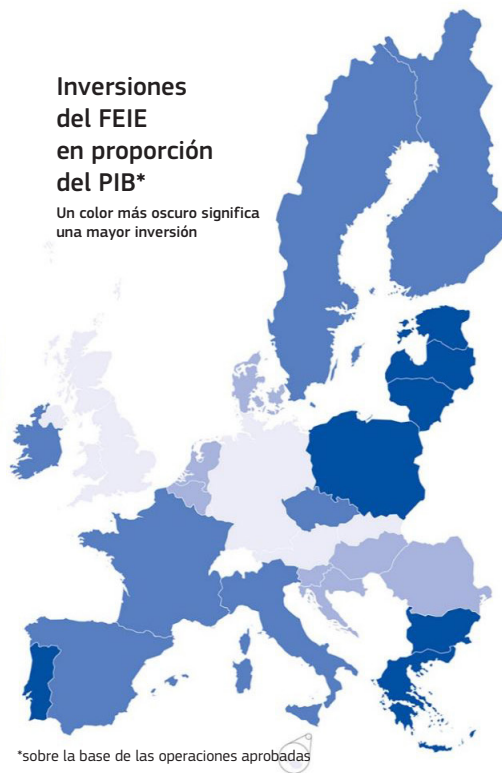 Inversiones
del FEIE
en proporción
del PIB*
Un color más oscuro significa
una mayor inversión
*sobre la base de las operaciones aprobadas